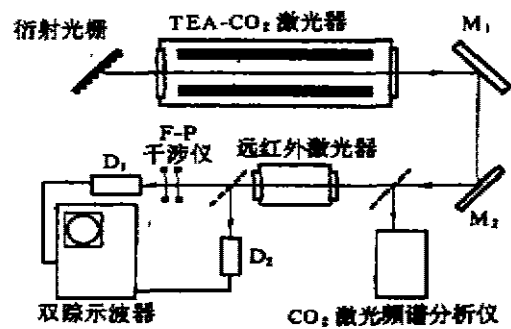 TEA-CO₂激光器
M₁
衍射光栅
F-P
干涉仪
远红外激光器
D₁
M₂
D₂
双踪示波器
CO₂激光频谱分析仪